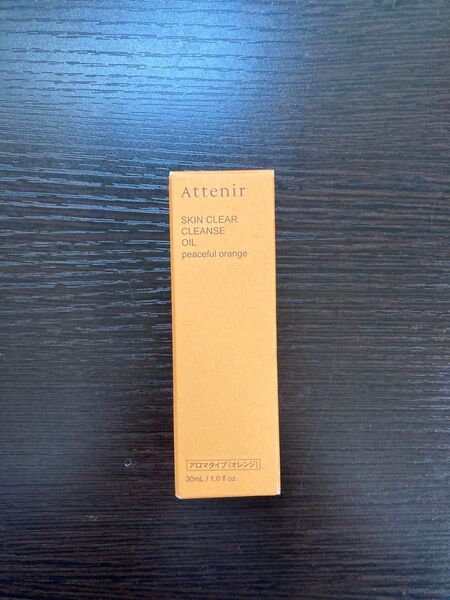 Attenir
SKIN CLEAR
CLEANSE
OIL
peaceful orange
アロマタイプ(オレンジ)
30mL / 1.0 fl oz